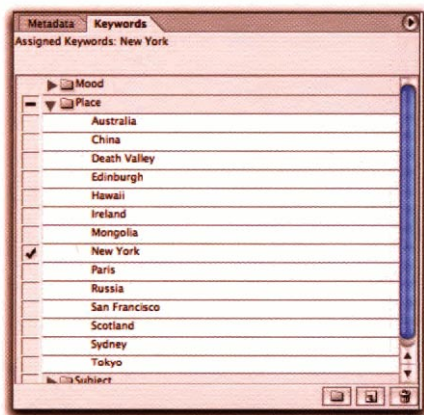 Metadata Keywords
Assigned Keywords: New York
Mood
Place
Australia
China
Death Valley
Edinburgh
Hawaii
Ireland
Mongolia
New York
Paris
Russia
San Francisco
Scotland
Sydney
Tokyo
Subject